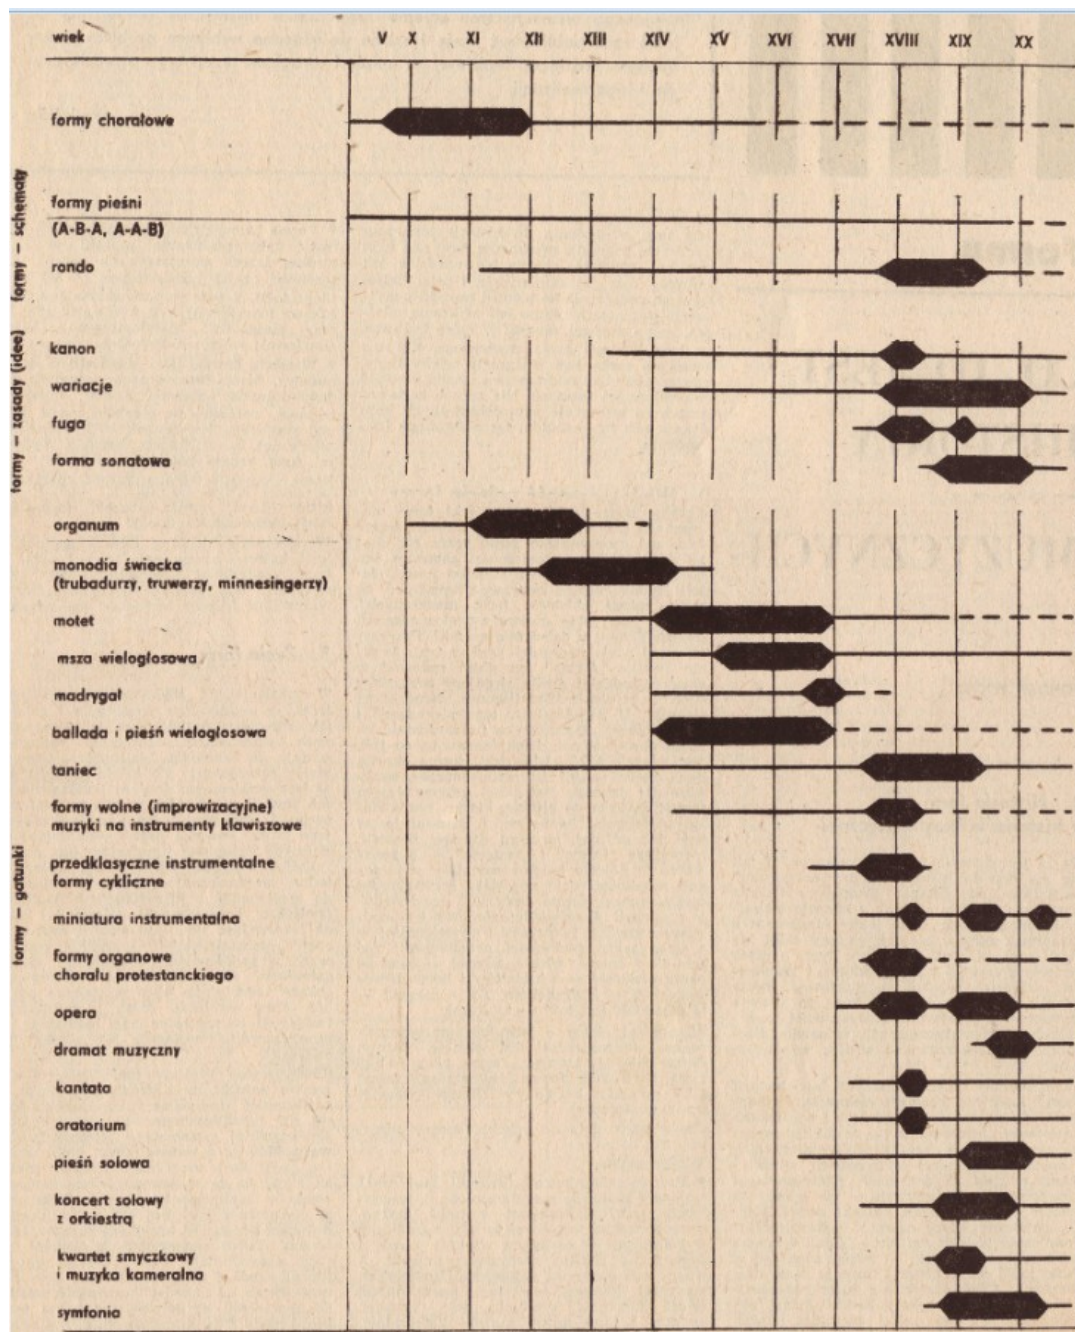 wiek V X XI XII XIII XIV XV XVI XVII XVIII XIX XX
formy chorałowe
formy – schematy
formy pieśni
(A-B-A, A-A-B)
rondo
formy – zasady (idee)
kanon
wariacje
fuga
forma sonatowa
formy – gatunki
organum
monodia świecka
(trubadurzy, truwerzy, minnesingerzy)
motet
msza wielogłosowa
madrygał
ballada i pieśń wielogłosowa
taniec
formy wolne (improwizacyjne)
muzyki na instrumenty klawiszowe
przedklasyczne instrumentalne
formy cykliczne
miniatura instrumentalna
formy organowe
chorału protestanckiego
opera
dramat muzyczny
kantata
oratorium
pieśń solowa
koncert solowy
z orkiestrą
kwartet smyczkowy
i muzyka kameralna
symfonia